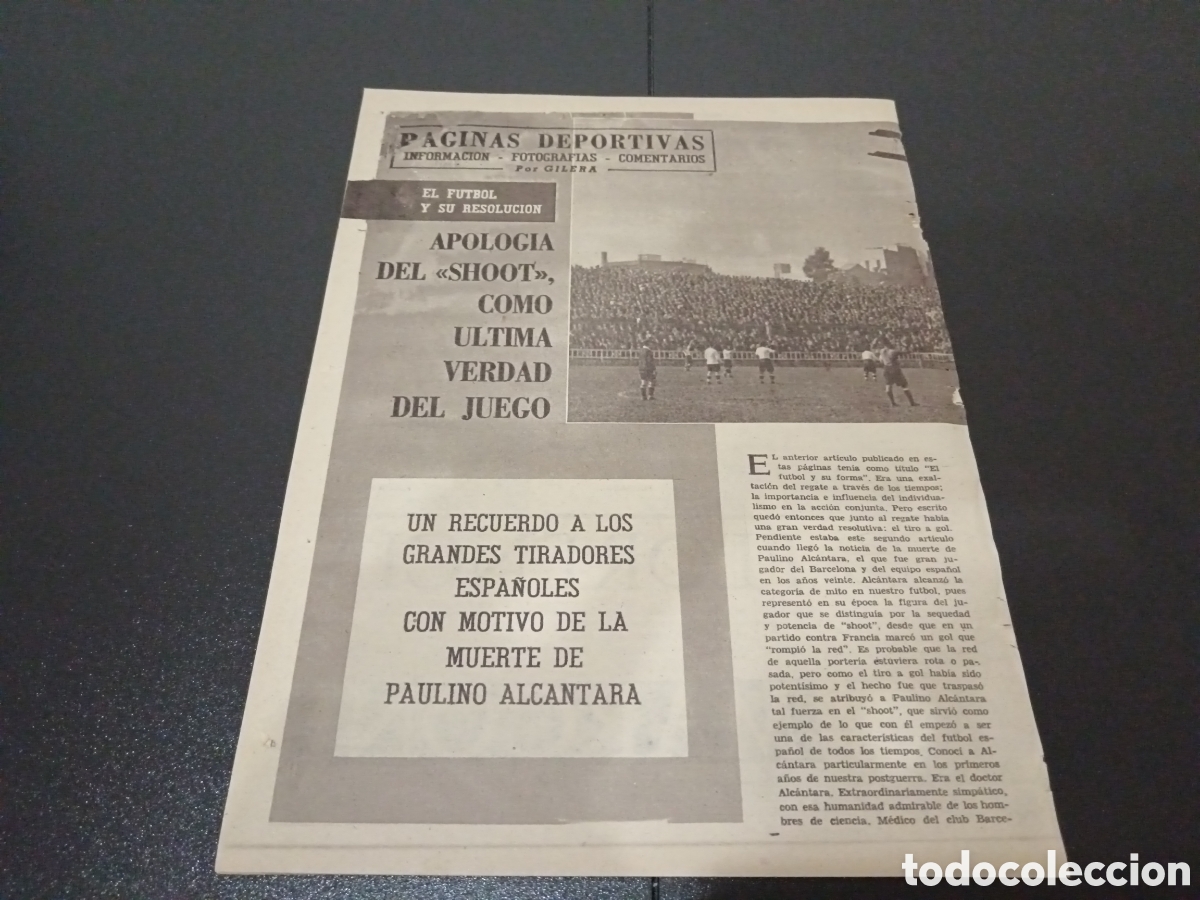 PAGINAS DEPORTIVAS
INFORMACION - FOTOGRAFIAS - COMENTARIOS
Por GILERA
EL FUTBOL
Y SU RESOLUCION
APOLOGIA
DEL «SHOOT»,
COMO
ULTIMA
VERDAD
DEL JUEGO
UN RECUERDO A LOS
GRANDES TIRADORES
ESPAÑOLES
CON MOTIVO DE LA
MUERTE DE
PAULINO ALCANTARA
EL anterior artículo publicado en es-
tas páginas tenía como título "El
futbol y su forma". Era una exal-
tación del regate a través de los tiempos;
la importancia e influencia del individua-
lismo en la acción conjunta. Pero escrito
quedó entonces que junto al regate había
una gran verdad resolutiva: el tiro a gol.
Pendiente estaba este segundo artículo
cuando llegó la noticia de la muerte de
Paulino Alcántara, el que fue gran ju-
gador del Barcelona y del equipo español
en los años veinte. Alcántara alcanzó la
categoría de mito en nuestro futbol, pues
representó en su época la figura del ju-
gador que se distinguía por la sequedad
y potencia de "shoot", desde que en un
partido contra Francia marcó un gol que
"rompió la red". Es probable que la red
de aquella portería estuviera rota o pa-
sada, pero como el tiro a gol había sido
potentísimo y el hecho fue que traspasó
la red, se atribuyó a Paulino Alcántara
tal fuerza en el "shoot", que sirvió como
ejemplo de lo que con él empezó a ser
una de las características del futbol es-
pañol de todos los tiempos. Conocí a Al-
cántara particularmente en los primeros
años de nuestra postguerra. Era el doctor
Alcántara. Extraordinariamente simpático,
con esa humanidad admirable de los hom-
bres de ciencia. Médico del club Barce-
todocoleccion